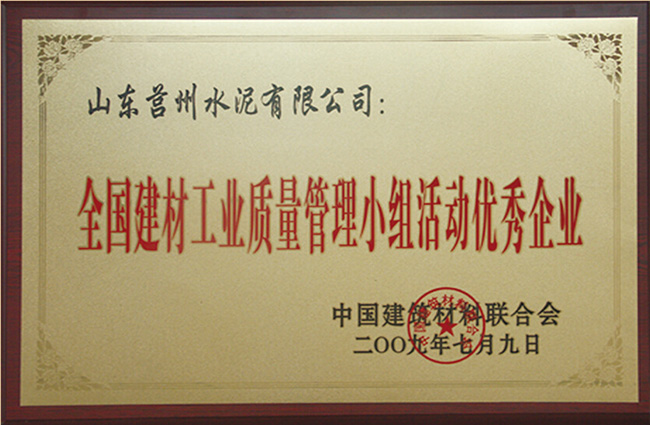 山东莒州水泥有限公司：
全国建材工业质量管理小组活动优秀企业
中国建筑材料联合会
二〇〇九年七月九日